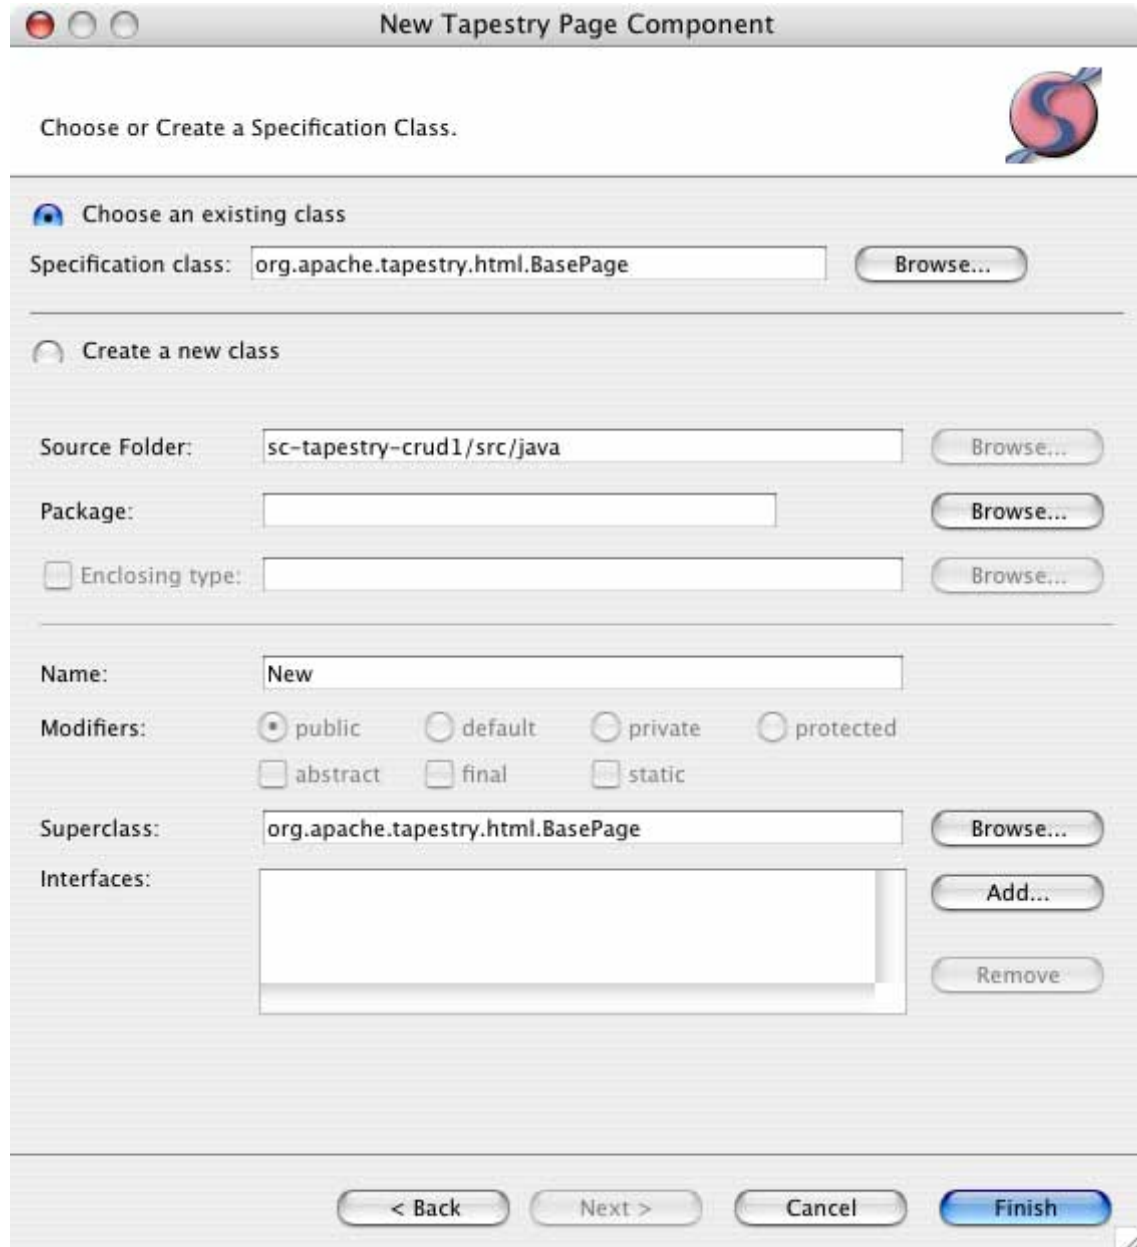 New Tapestry Page Component
Choose or Create a Specification Class.
Choose an existing class
Specification class: org.apache.tapestry.html.BasePage Browse...
Create a new class
Source Folder: sc-tapestry-crud1/src/java Browse...
Package: Browse...
Enclosing type: Browse...
Name: New
Modifiers: public default private protected
abstract final static
Superclass: org.apache.tapestry.html.BasePage Browse...
Interfaces: Add...
Remove
< Back Next > Cancel Finish